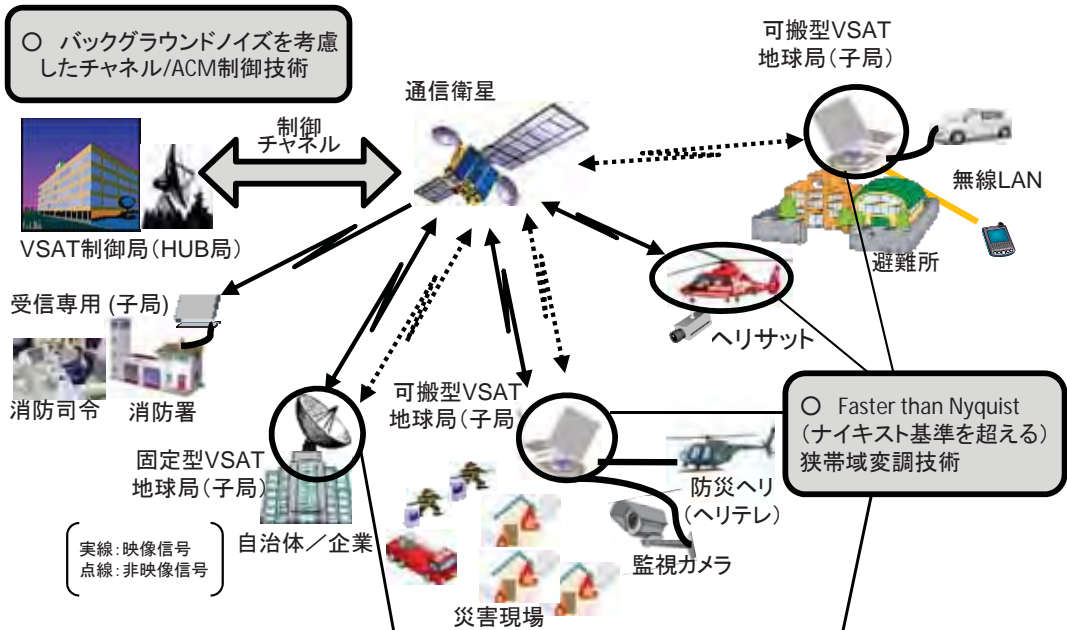 ○ バックグラウンドノイズを考慮
したチャネル/ACM制御技術
可搬型VSAT
地球局(子局)
通信衛星
制御
チャネル
無線LAN
VSAT制御局(HUB局)
避難所
受信専用 (子局)
ヘリサット
消防司令
消防署
可搬型VSAT
地球局(子局
○ Faster than Nyquist
(ナイキスト基準を超える)
狭帯域変調技術
固定型VSAT
地球局(子局)
防災ヘリ
(ヘリテレ)
自治体/企業
監視カメラ
実線:映像信号
点線:非映像信号
災害現場